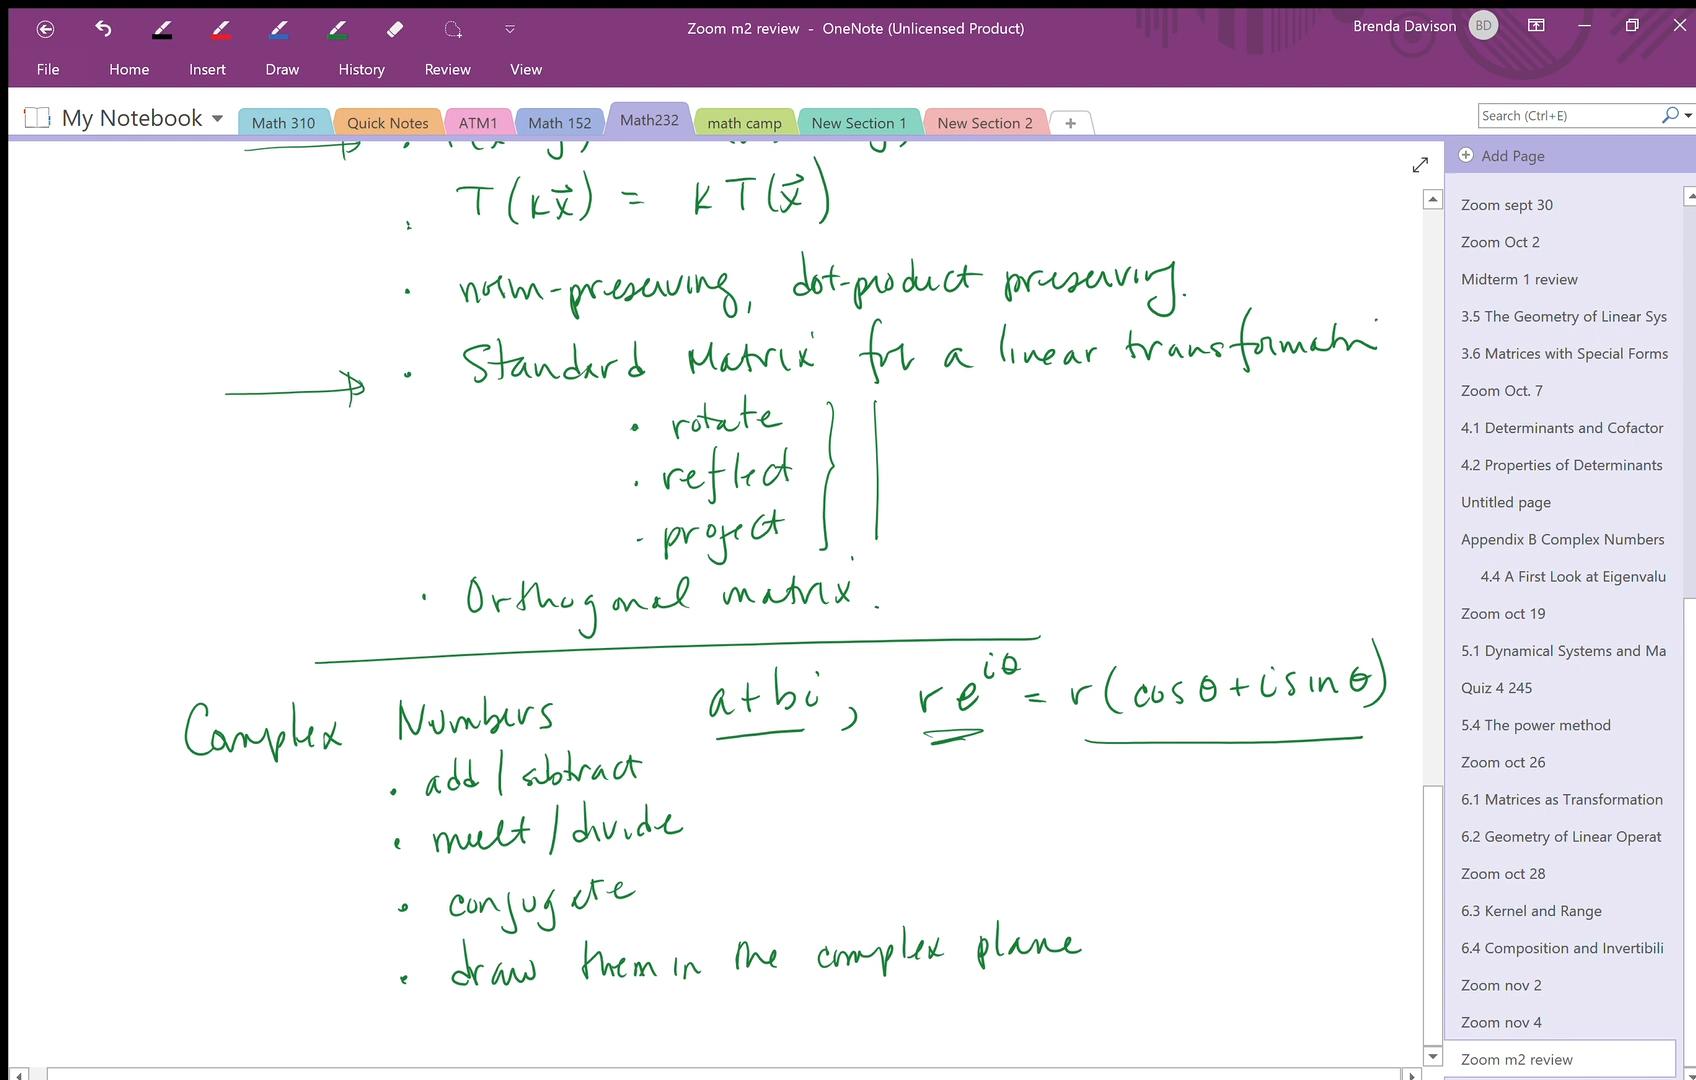 Zoom m2 review - OneNote (Unlicensed Product)
Brenda Davison BD
File Home Insert Draw History Review View
My Notebook Math 310 Quick Notes ATM1 Math 152 Math232 math camp New Section 1 New Section 2 +
Search (Ctrl+E)
Add Page
Zoom sept 30
Zoom Oct 2
Midterm 1 review
3.5 The Geometry of Linear Sys
3.6 Matrices with Special Forms
Zoom Oct. 7
4.1 Determinants and Cofactor
4.2 Properties of Determinants
Untitled page
Appendix B Complex Numbers
4.4 A First Look at Eigenvalu
Zoom oct 19
5.1 Dynamical Systems and Ma
Quiz 4 245
5.4 The power method
Zoom oct 26
6.1 Matrices as Transformation
6.2 Geometry of Linear Operat
Zoom oct 28
6.3 Kernel and Range
6.4 Composition and Invertibili
Zoom nov 2
Zoom nov 4
Zoom m2 review
· T(kx⃗) = kT(x⃗)
· norm-preserving, dot-product preserving.
· Standard Matrix for a linear transformatn
· rotate
· reflect
· project
· Orthogonal matrix.
Complex Numbers a+bi, re^{iθ} = r(cosθ+isinθ)
· add/subtract
· mult/divide
· conjugate
· draw them in the complex plane